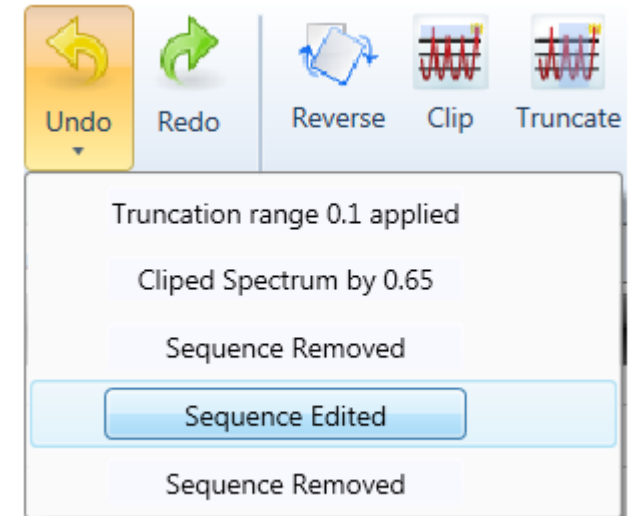 Undo
Redo
Reverse
Clip
Truncate
Truncation range 0.1 applied
Cliped Spectrum by 0.65
Sequence Removed
Sequence Edited
Sequence Removed